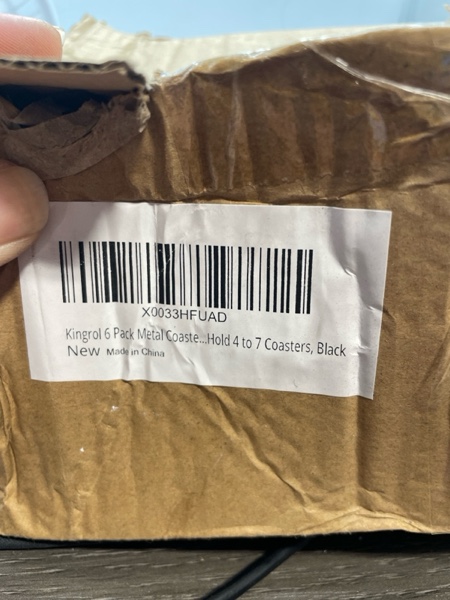 X0033HFUAD
Kingrol 6 Pack Metal Coaste...Hold 4 to 7 Coasters, Black
New Made in China